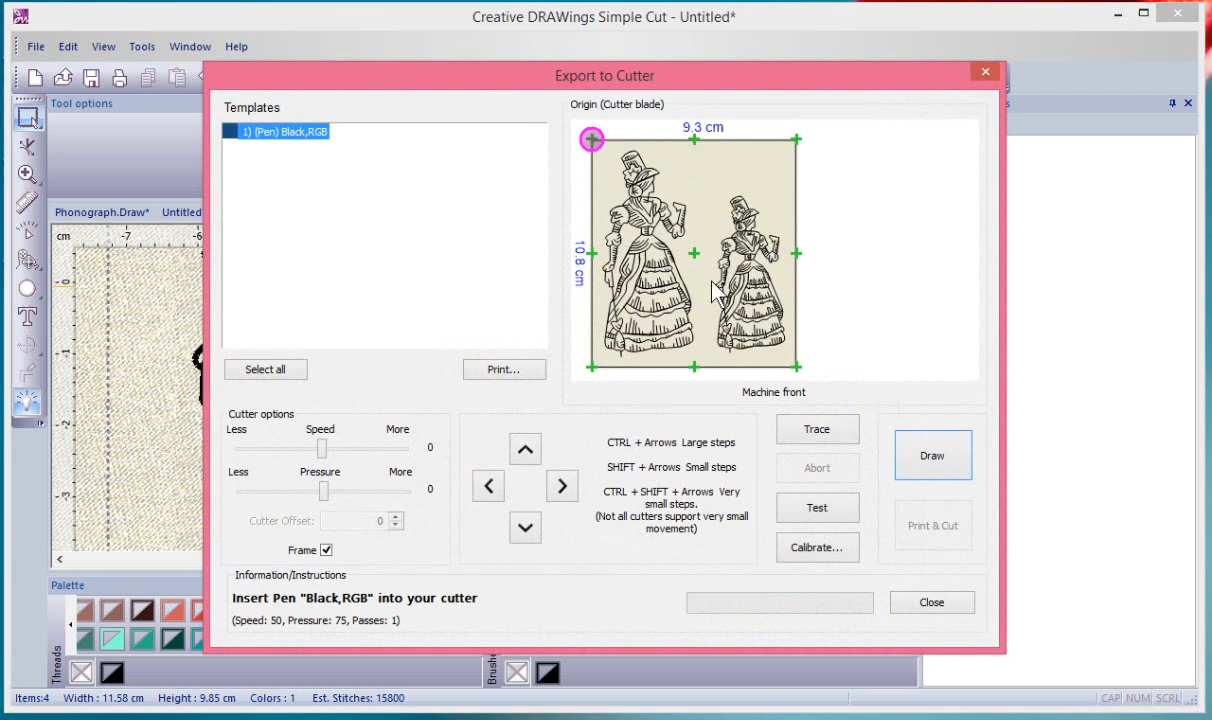 Creative DRAWings Simple Cut - Untitled*
File Edit View Tools Window Help
Export to Cutter
Tool options
Templates
1) (Pen) Black,RGB
Origin (Cutter blade)
9.3 cm
10.8 cm
Machine front
Phonograph.Draw* Untitled
cm
-7
-6
-0
-1
-2
-3
Select all
Print...
Cutter options
Less Speed More
0
Less Pressure More
0
Cutter Offset: 0
Frame
CTRL + Arrows Large steps
SHIFT + Arrows Small steps
CTRL + SHIFT + Arrows Very
small steps.
(Not all cutters support very small
movement)
Trace
Abort
Test
Calibrate...
Draw
Print & Cut
Information/Instructions
Insert Pen "Black,RGB" into your cutter
(Speed: 50, Pressure: 75, Passes: 1)
Close
Palette
Threads
Items:4 Width : 11.58 cm Height : 9.85 cm Colors : 1 Est. Stitches: 15800
CAP NUM SCRL